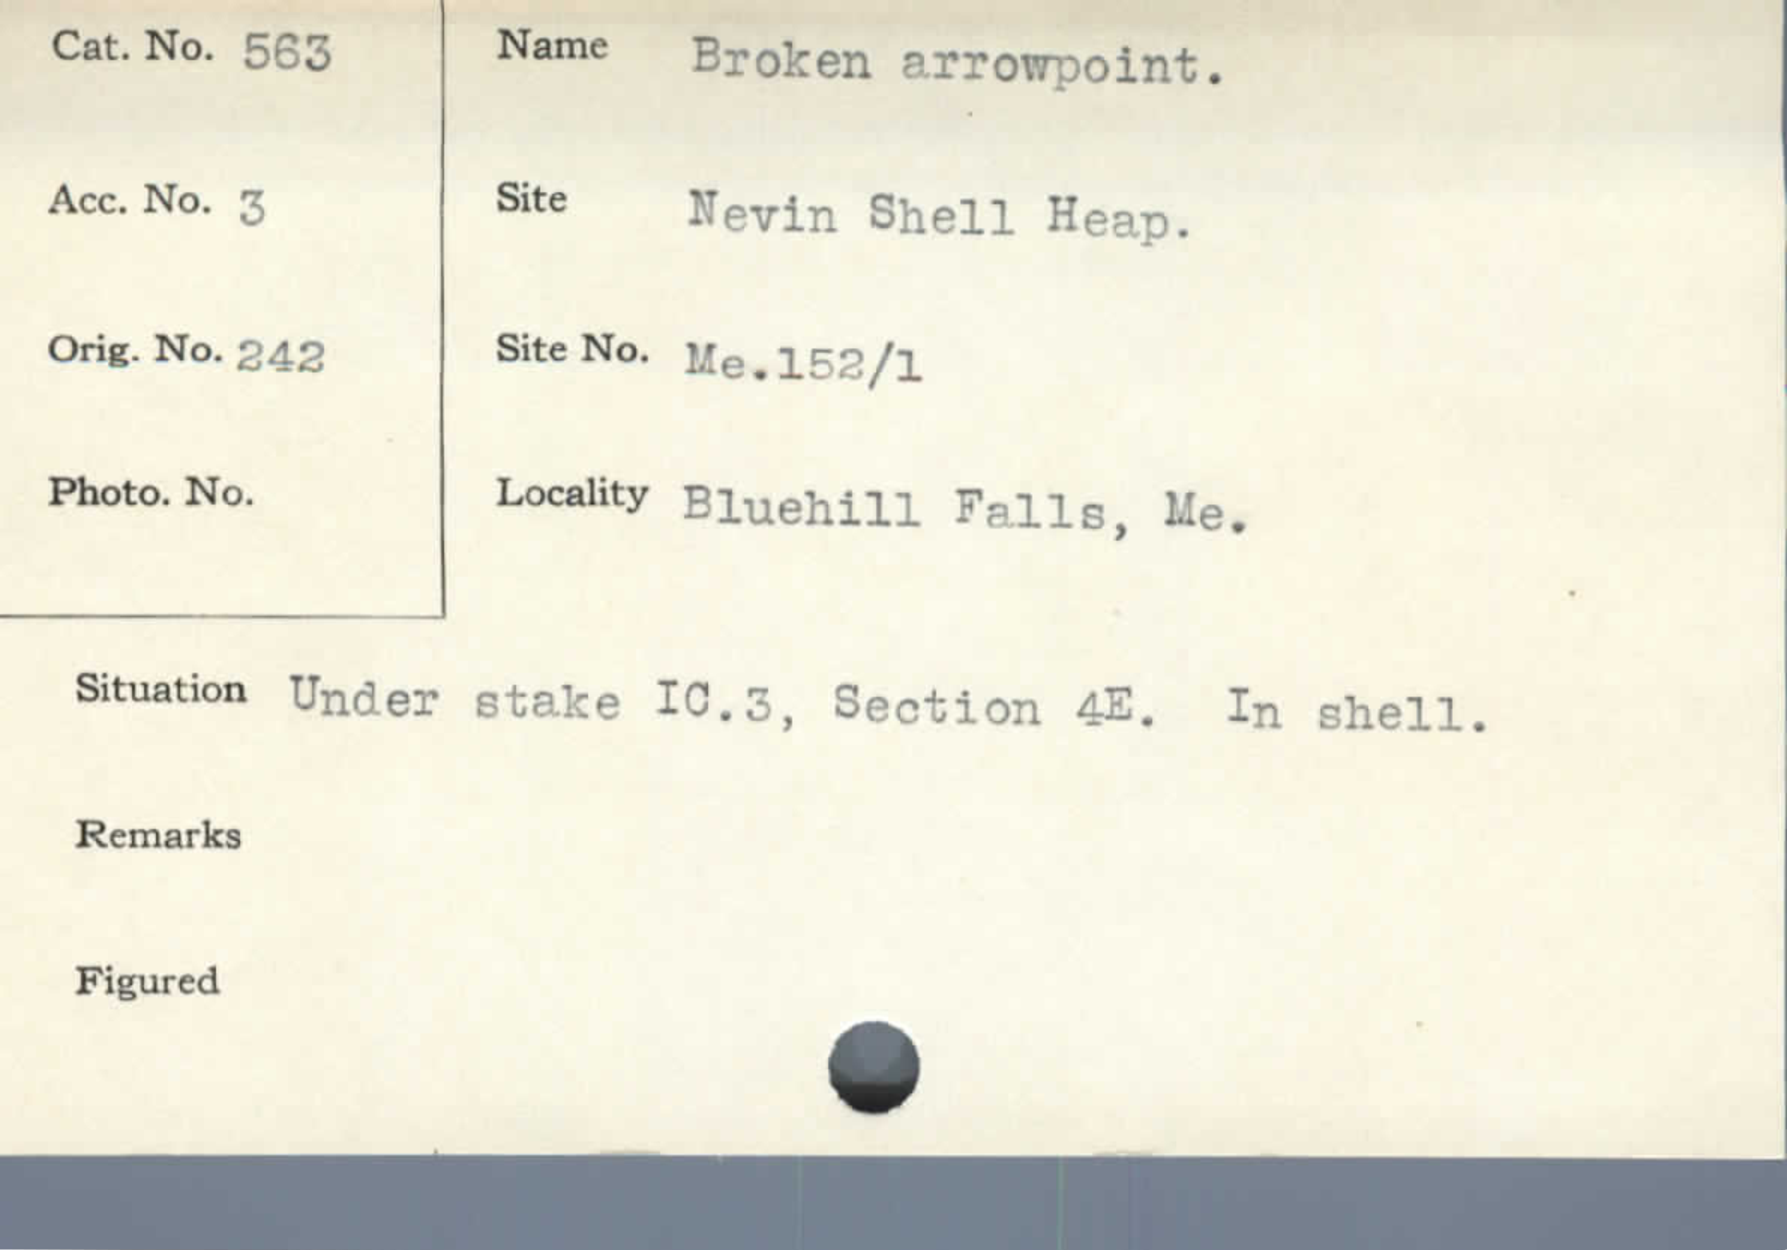 Cat. No. 563
Name Broken arrowpoint.
Acc. No. 3
Site Nevin Shell Heap.
Orig. No. 242
Site No. Me.152/1
Photo. No.
Locality Bluehill Falls, Me.
Situation Under stake IC.3, Section 4E. In shell.
Remarks
Figured